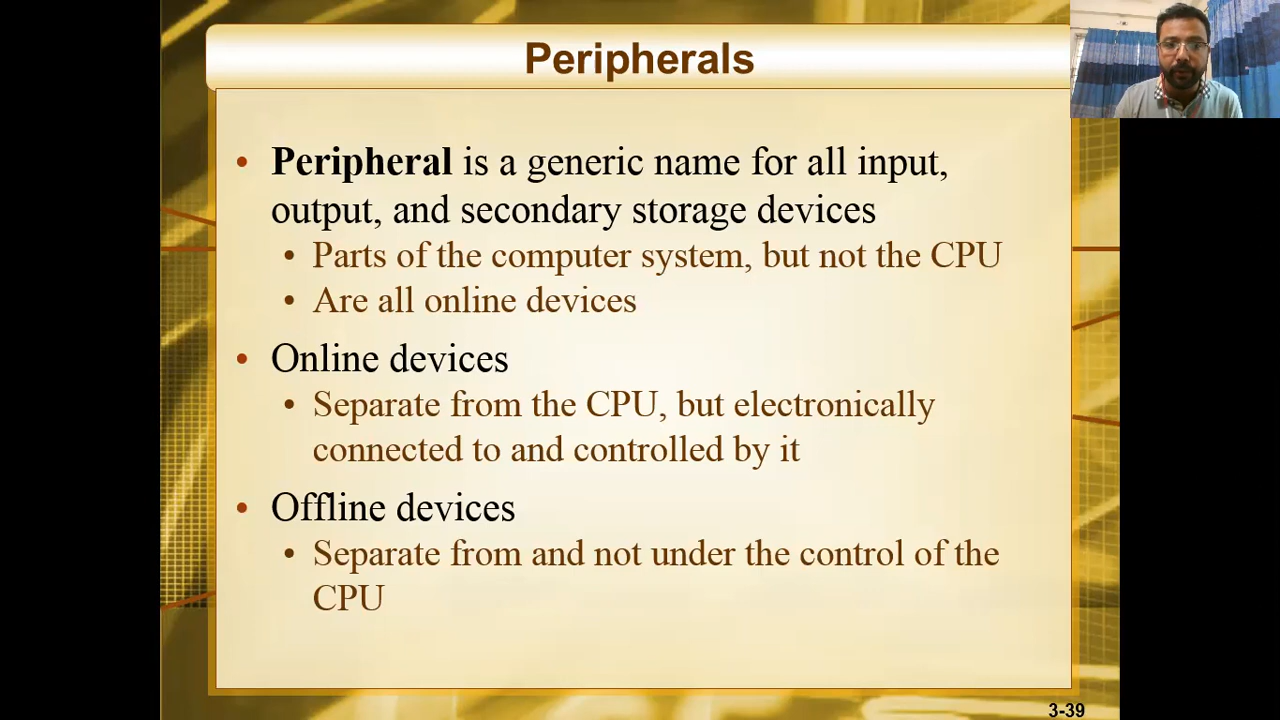 Peripherals
• Peripheral is a generic name for all input,
output, and secondary storage devices
• Parts of the computer system, but not the CPU
• Are all online devices
• Online devices
• Separate from the CPU, but electronically
connected to and controlled by it
• Offline devices
• Separate from and not under the control of the
CPU
3-39